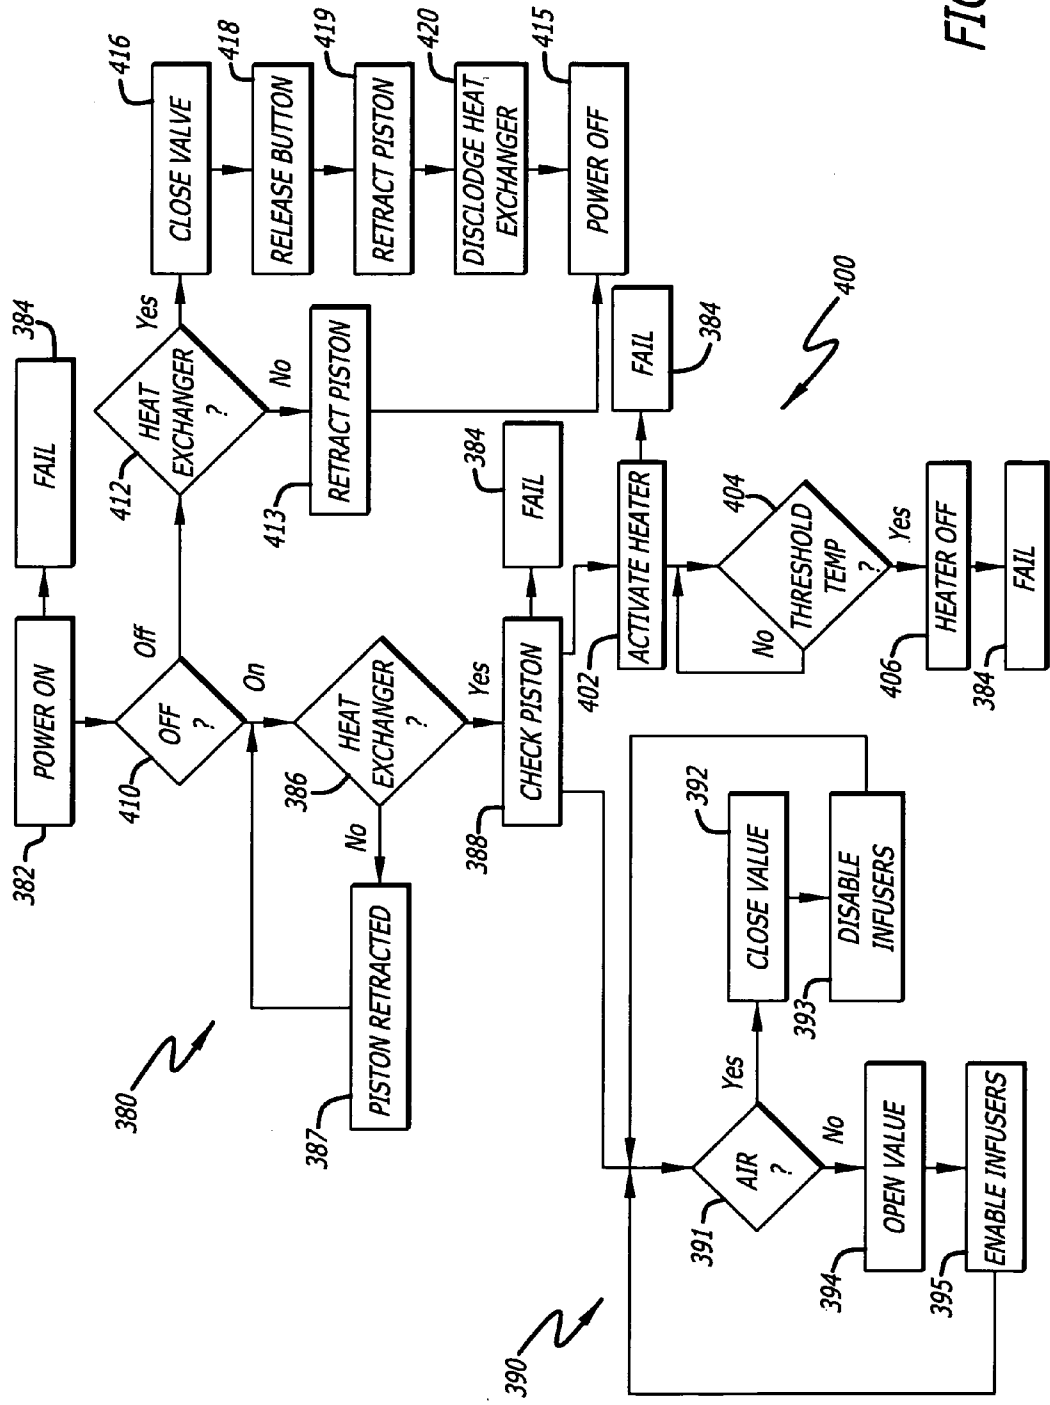 382
POWER ON
FAIL
384
410
OFF
?
Off
On
412
HEAT
EXCHANGER
?
Yes
No
416
CLOSE VALVE
418
RELEASE BUTTON
419
RETRACT PISTON
420
DISCLODGE HEAT
EXCHANGER
415
POWER OFF
413
RETRACT PISTON
380
386
HEAT
EXCHANGER
?
No
Yes
387
PISTON RETRACTED
388
CHECK PISTON
FAIL
384
402
ACTIVATE HEATER
FAIL
384
400
404
THRESHOLD
TEMP
?
No
Yes
406
HEATER OFF
384
FAIL
390
391
AIR
?
Yes
No
392
CLOSE VALUE
393
DISABLE
INFUSERS
394
OPEN VALUE
395
ENABLE INFUSERS